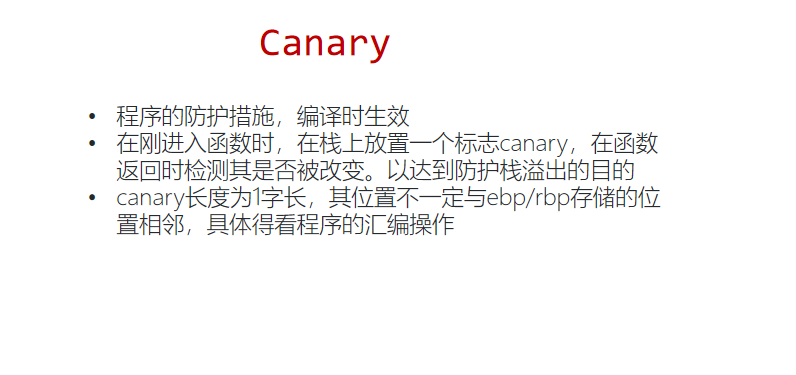 Canary
• 程序的防护措施，编译时生效
• 在刚进入函数时，在栈上放置一个标志canary，在函数
返回时检测其是否被改变。以达到防护栈溢出的目的
• canary长度为1字长，其位置不一定与ebp/rbp存储的位
置相邻，具体得看程序的汇编操作